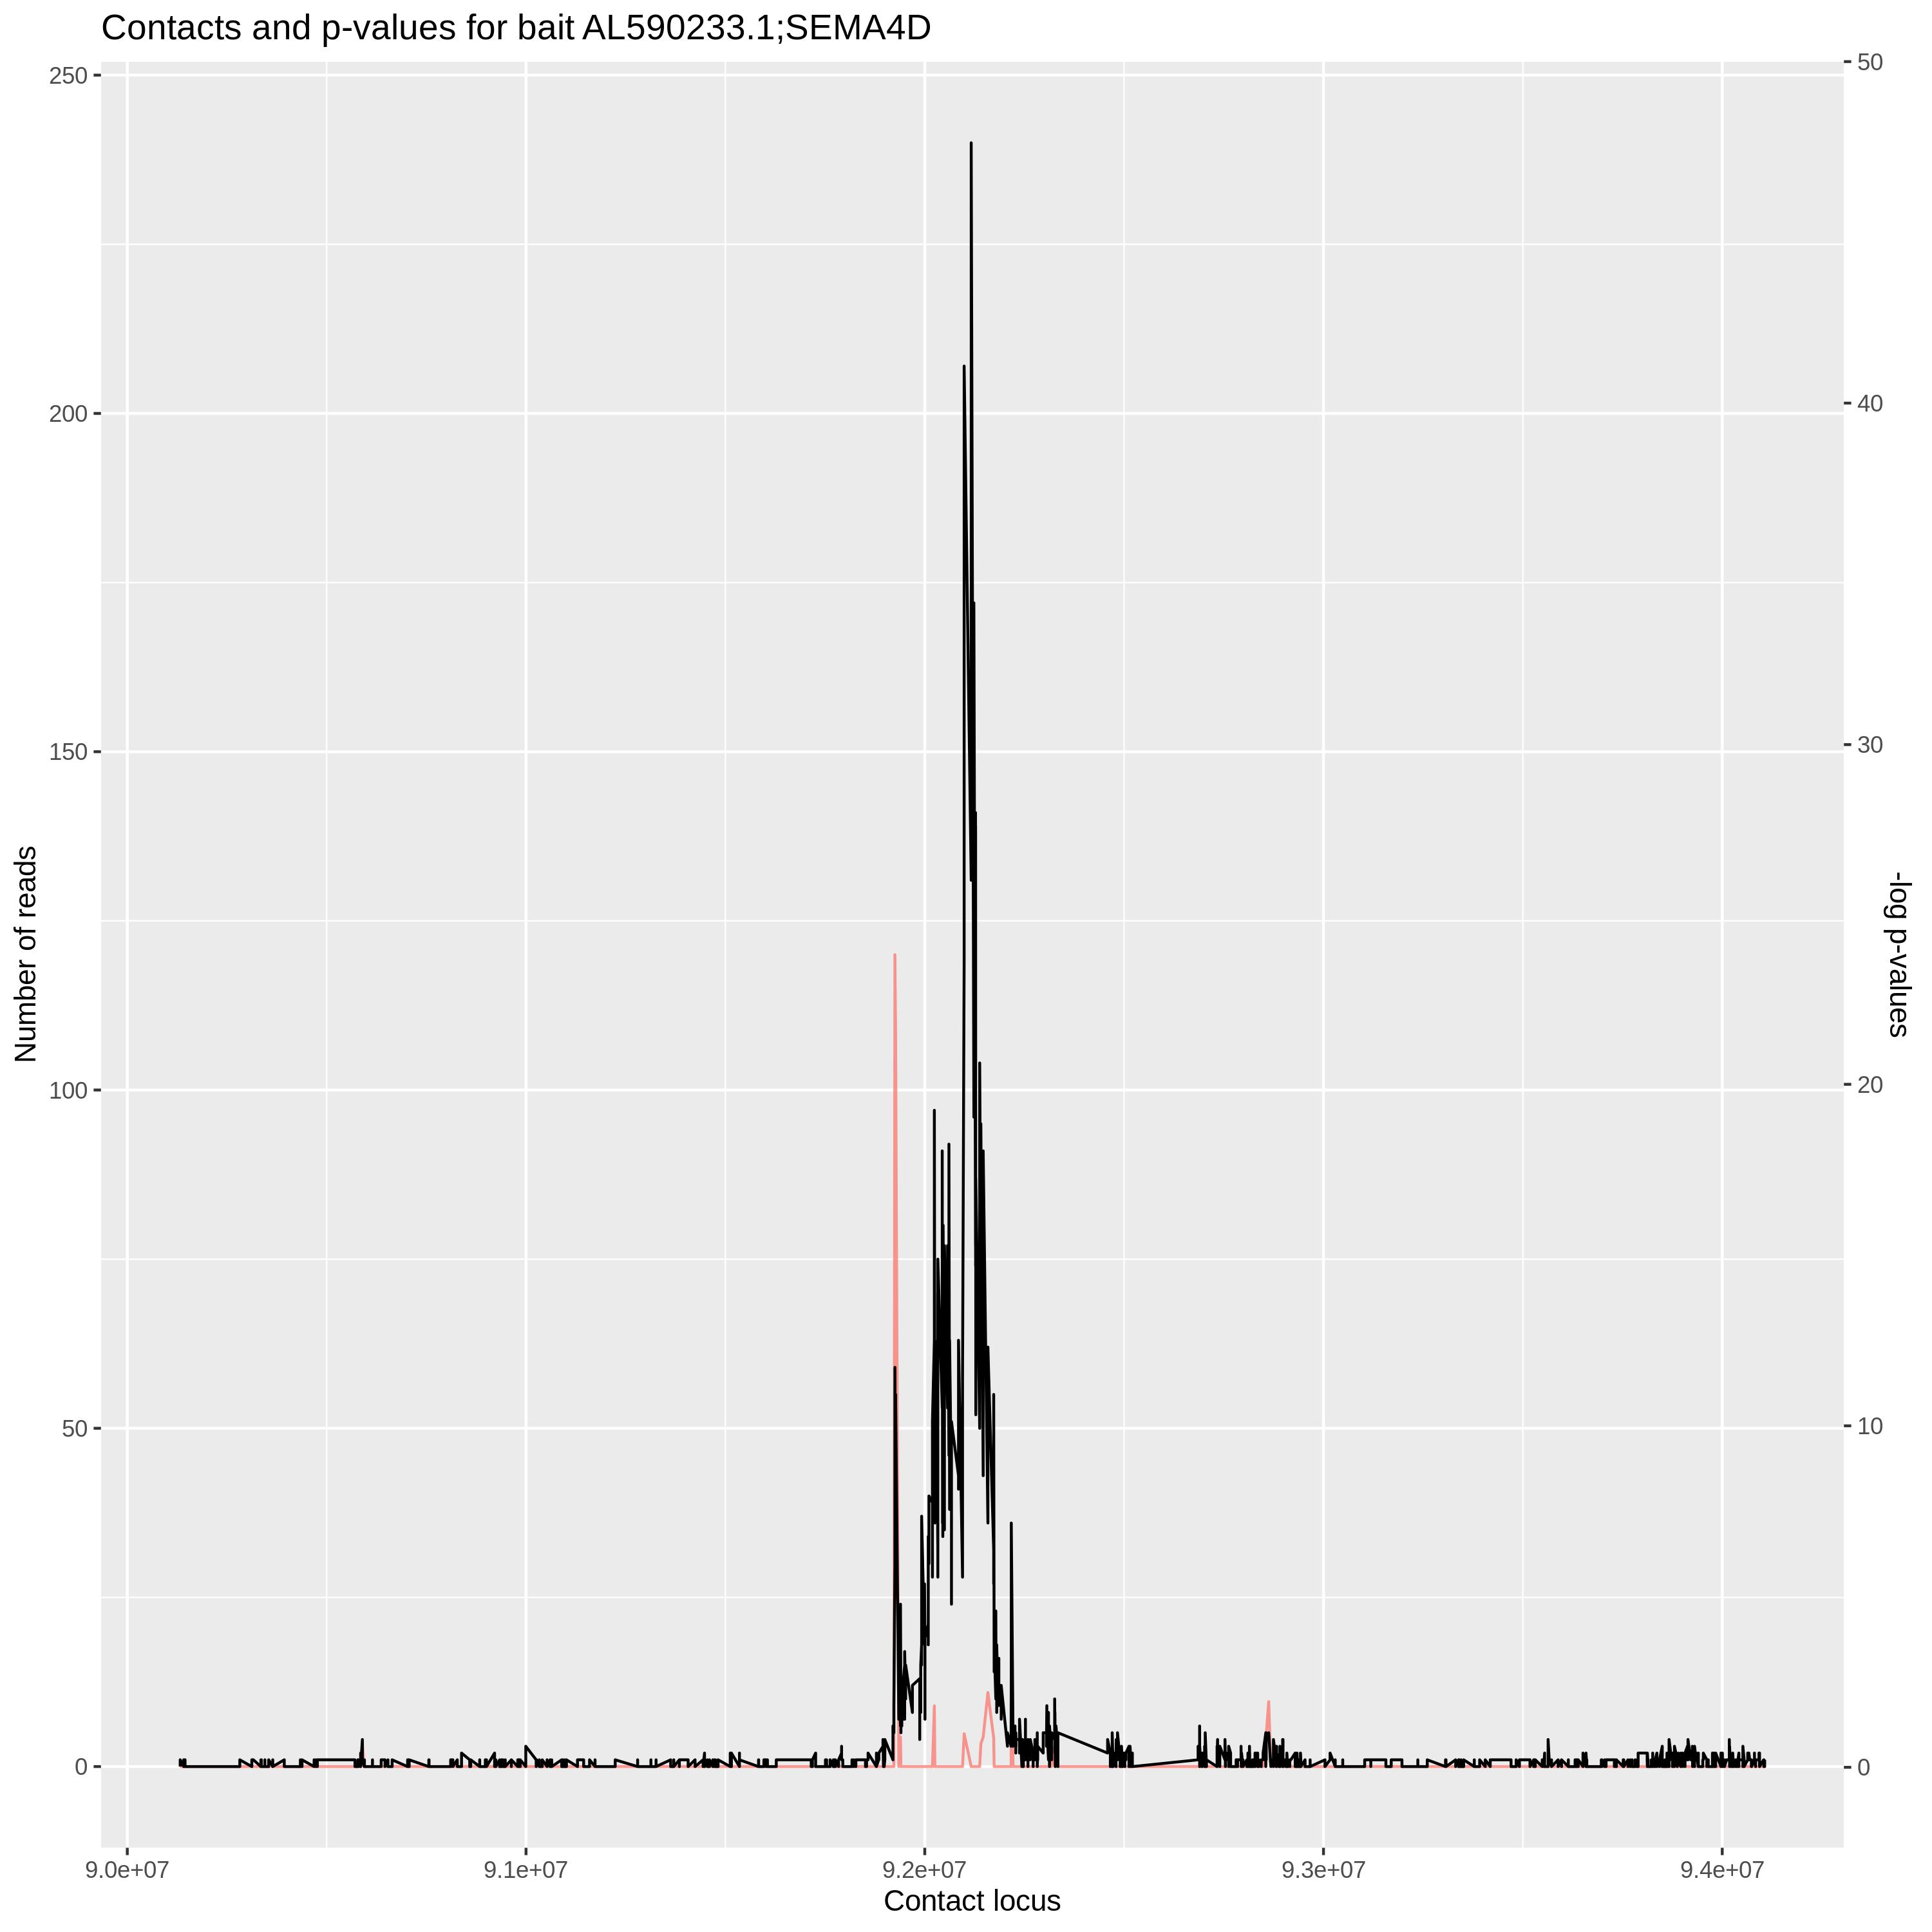 Contacts and p-values for bait AL590233.1;SEMA4D
250
200
150
100
50
0
Number of reads
50
40
30
20
10
0
-log p-values
9.0e+07 9.1e+07 9.2e+07 9.3e+07 9.4e+07
Contact locus